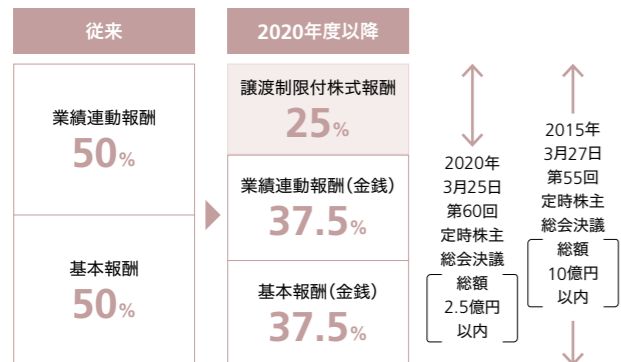 従来
業績連動報酬
50%
基本報酬
50%
2020年度以降
譲渡制限付株式報酬
25%
業績連動報酬(金銭)
37.5%
基本報酬(金銭)
37.5%
2020年
3月25日
第60回
定時株主
総会決議
総額
2.5億円
以内
2015年
3月27日
第55回
定時株主
総会決議
総額
10億円
以内